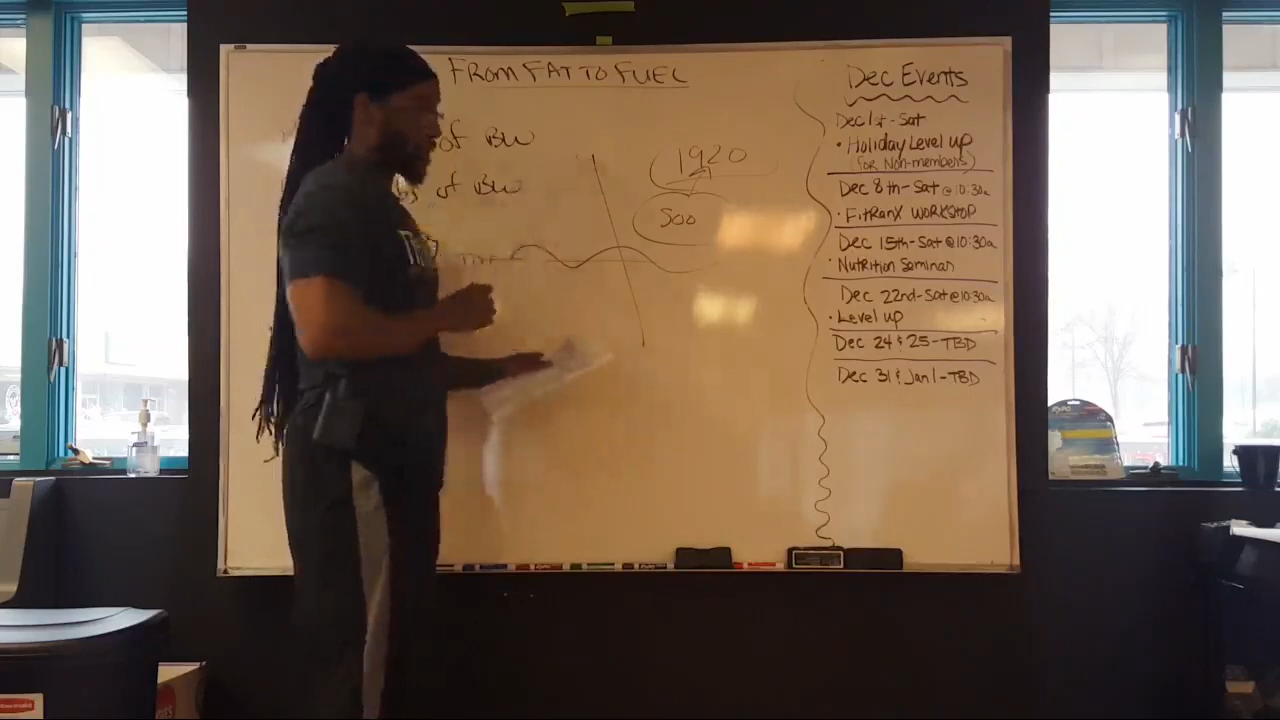 FROM FAT TO FUEL
of BW
of BW
1920
500
Dec Events
Dec 1st - Sat
• Holiday Level up
(for Non-members)
Dec 8th - Sat @ 10:30a
• FitRanX WORKSHOP
Dec 15th - Sat @ 10:30a
• Nutrition Seminar
Dec 22nd - Sat @ 10:30a
• Level up
Dec 24 & 25 - TBD
Dec 31 & Jan 1 - TBD